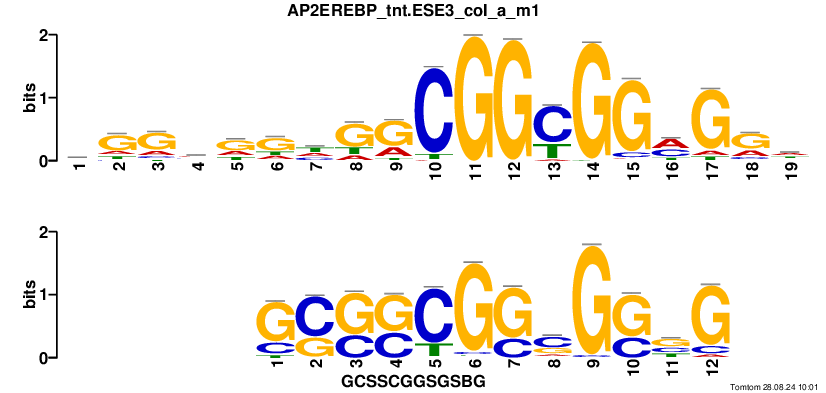 AP2EREBP_tnt.ESE3_col_a_m1
2
1
0
bits
1 2 3 4 5 6 7 8 9 10 11 12 13 14 15 16 17 18 19
2
1
0
bits
1 2 3 4 5 6 7 8 9 10 11 12
GCSSCGGSGSBG
Tomtom 28.08.24 10:01